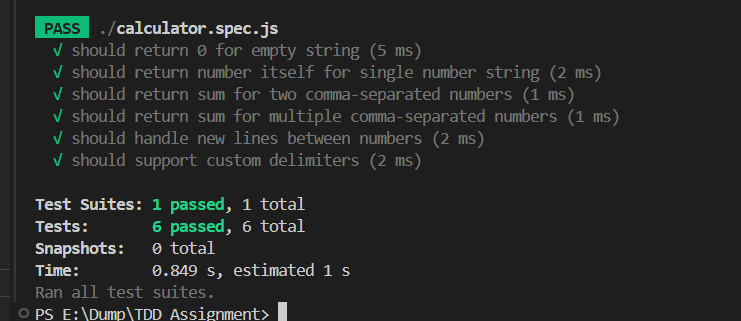 PASS ./calculator.spec.js
√ should return 0 for empty string (5 ms)
√ should return number itself for single number string (2 ms)
√ should return sum for two comma-separated numbers (1 ms)
√ should return sum for multiple comma-separated numbers (1 ms)
√ should handle new lines between numbers (2 ms)
√ should support custom delimiters (2 ms)
Test Suites: 1 passed, 1 total
Tests: 6 passed, 6 total
Snapshots: 0 total
Time: 0.849 s, estimated 1 s
Ran all test suites.
PS E:\Dump\TDD Assignment>